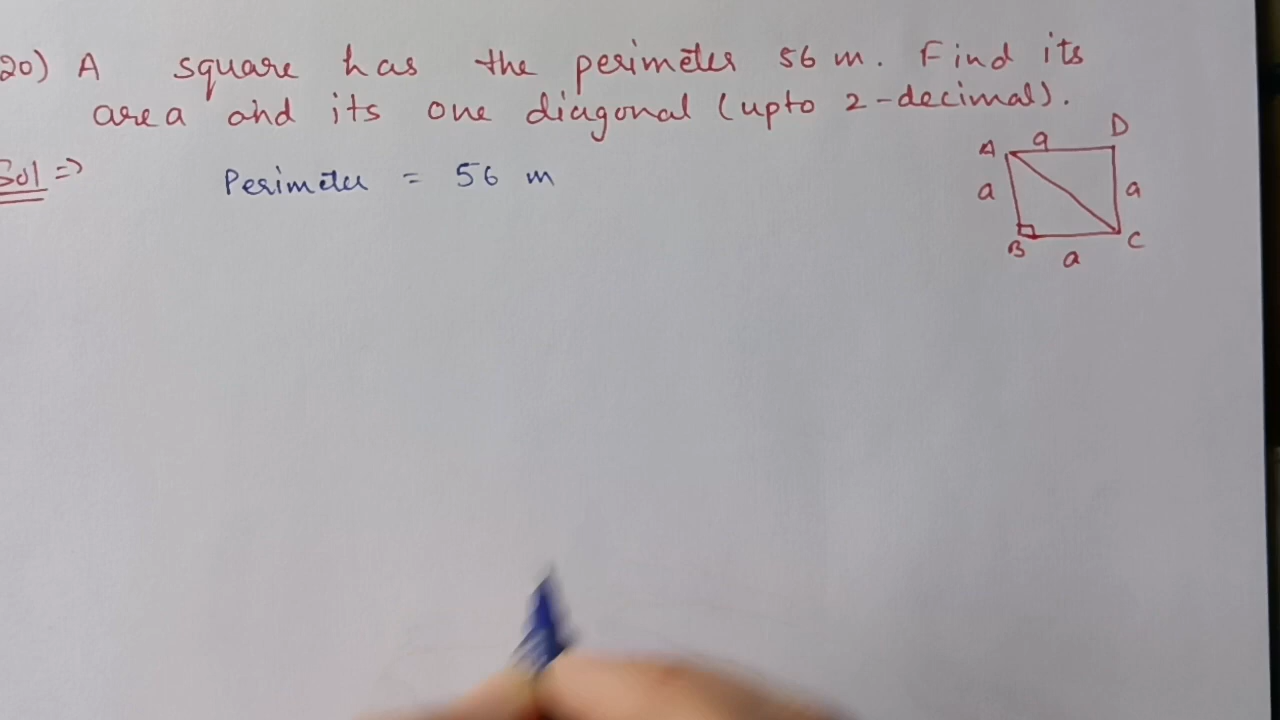 20) A square has the perimeter 56 m. Find its
area and its one diagonal (upto 2-decimal).
Sol => Perimeter = 56 m
A a D
a a
B a C